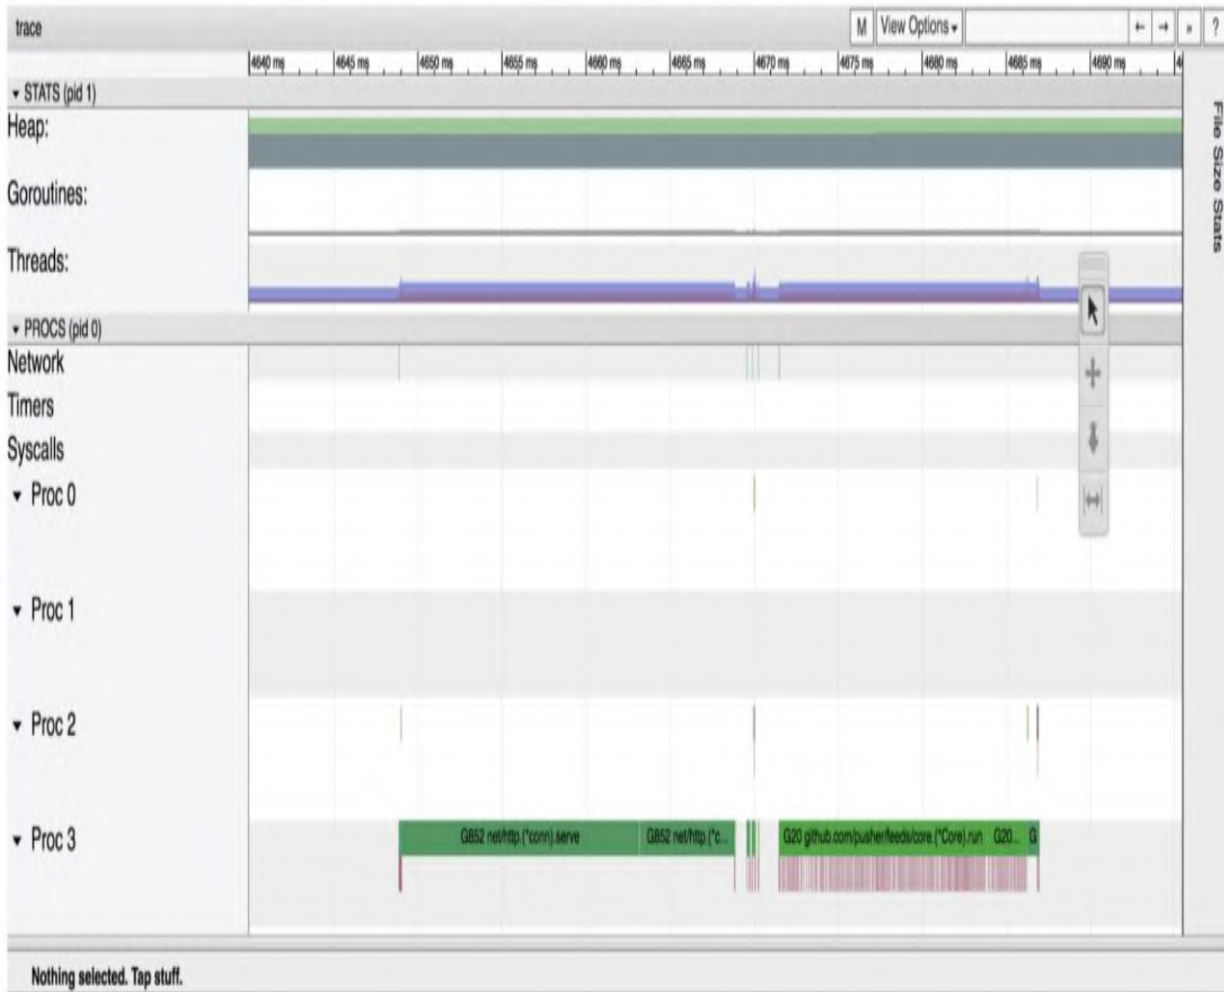 trace M View Options ← → » ?
4640 ms 4645 ms 4650 ms 4655 ms 4660 ms 4665 ms 4670 ms 4675 ms 4680 ms 4685 ms 4690 ms 4
▾ STATS (pid 1)
Heap:
Goroutines:
Threads:
▾ PROCS (pid 0)
Network
Timers
Syscalls
▾ Proc 0
▾ Proc 1
▾ Proc 2
▾ Proc 3
G852 net/http.(*conn).serve G852 net/http.(*c... G20 github.com/pusher/feeds/core.(*Core).run G20... G
File Size Stats
Nothing selected. Tap stuff.